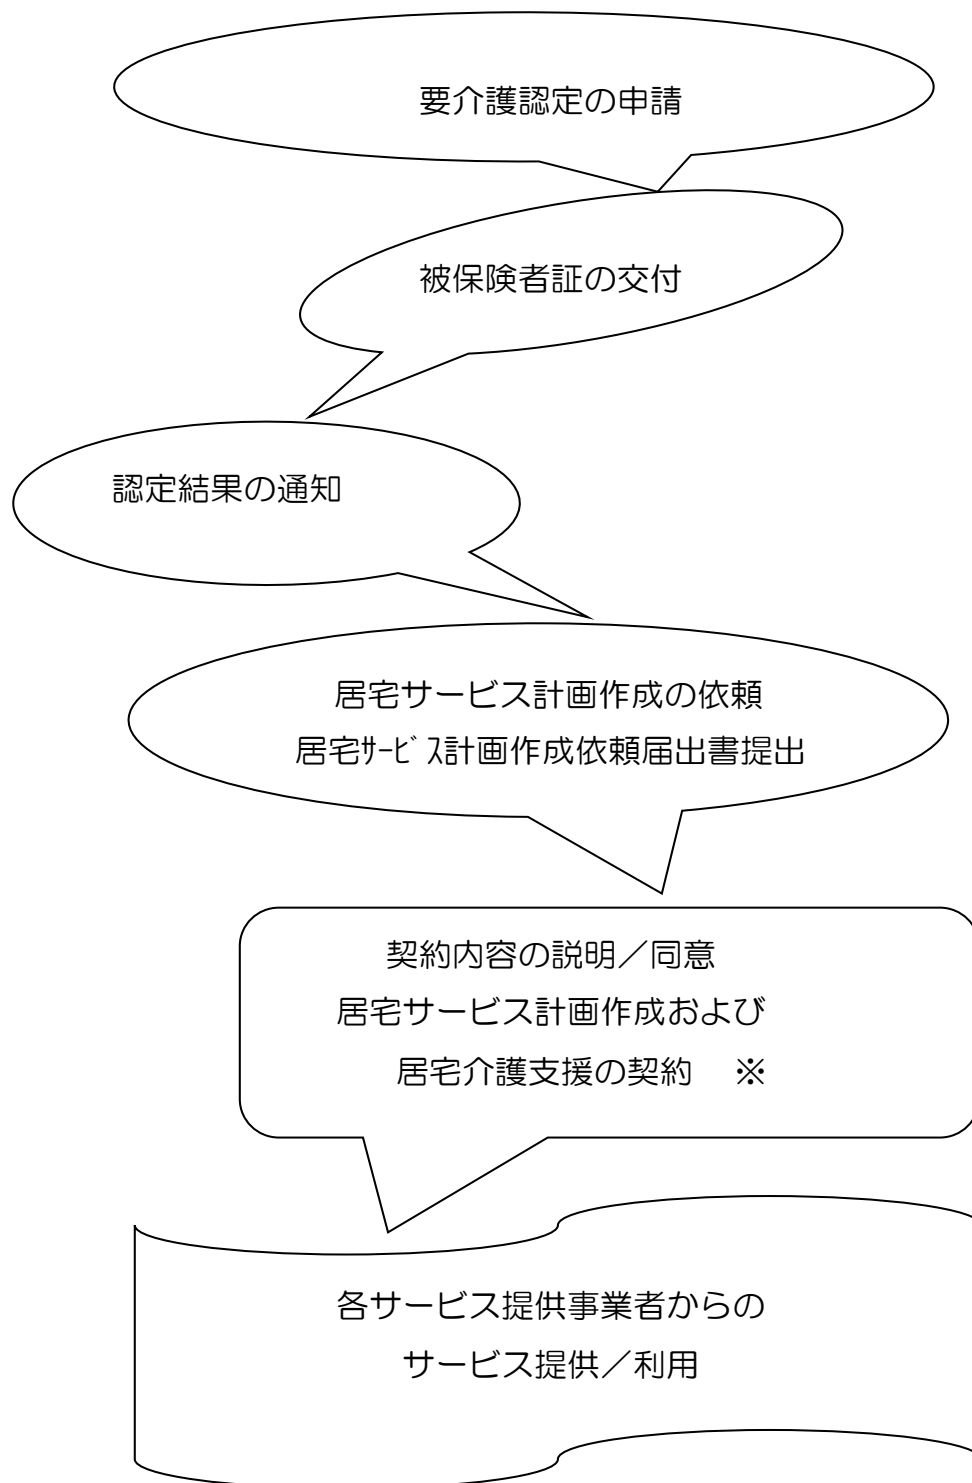 要介護認定の申請
被保険者証の交付
認定結果の通知
居宅サービス計画作成の依頼
居宅ｻｰﾋﾞｽ計画作成依頼届出書提出
契約内容の説明／同意
居宅サービス計画作成および
居宅介護支援の契約　※
各サービス提供事業者からの
サービス提供／利用